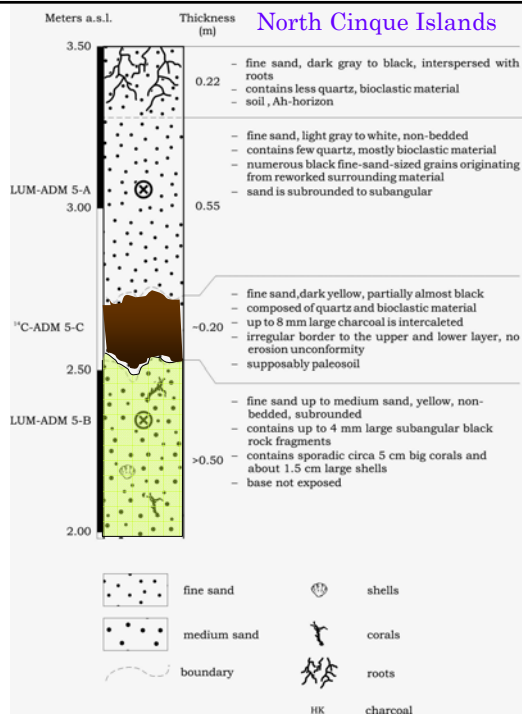 Meters a.s.l.
Thickness
(m)
North Cinque Islands
3.50
0.22
– fine sand, dark gray to black, interspersed with
roots
– contains less quartz, bioclastic material
– soil , Ah-horizon
– fine sand, light gray to white, non-bedded
– contains few quartz, mostly bioclastic material
– numerous black fine-sand-sized grains originating
from reworked surrounding material
– sand is subrounded to subangular
LUM-ADM 5-A
3.00
0.55
– fine sand,dark yellow, partially almost black
– composed of quartz and bioclastic material
– up to 8 mm large charcoal is intercaleted
– irregular border to the upper and lower layer, no
erosion unconformity
– supposably paleosoil
¹⁴C-ADM 5-C
~0.20
2.50
– fine sand up to medium sand, yellow, non-
bedded, subrounded
– contains up to 4 mm large subangular black
rock fragments
– contains sporadic circa 5 cm big corals and
about 1.5 cm large shells
– base not exposed
LUM-ADM 5-B
>0.50
2.00
fine sand
shells
medium sand
corals
boundary
roots
HK
charcoal